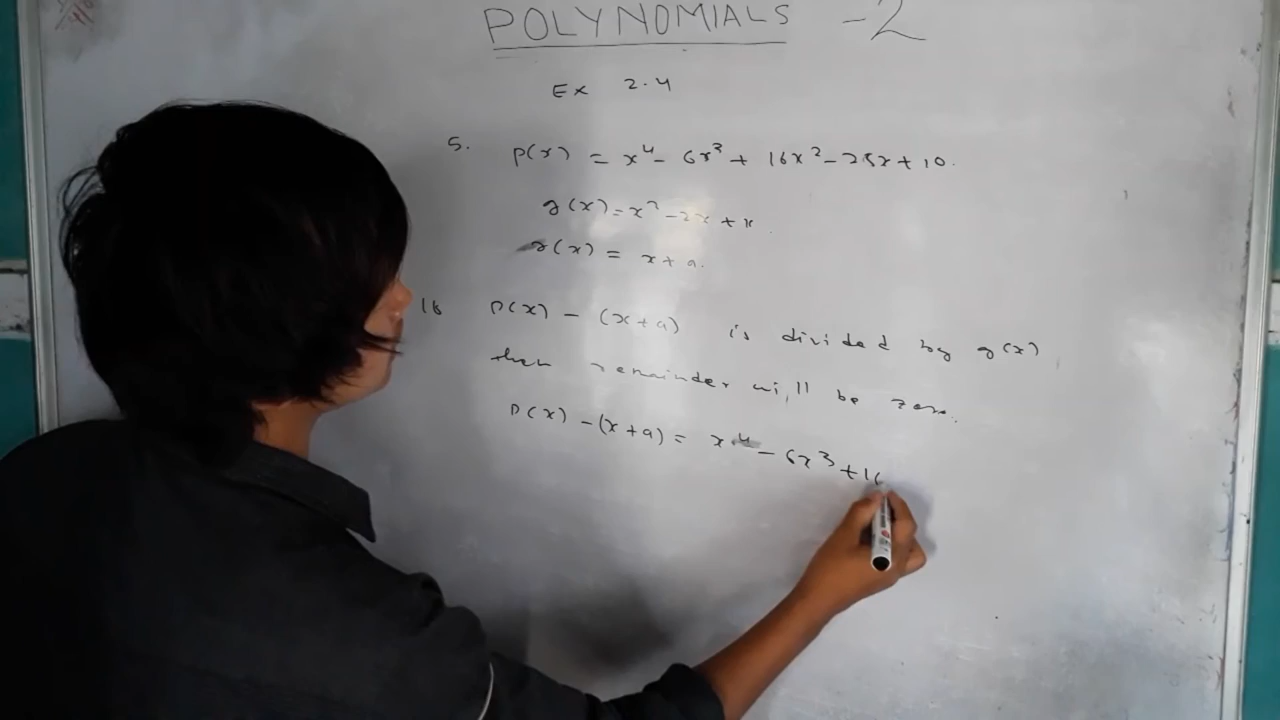 POLYNOMIALS - 2
Ex 2.4
5. p(x) = x⁴ - 6x³ + 16x² - 25x + 10.
g(x) = x² - 2x + k
r(x) = x + a.
If p(x) - (x + a) is divided by g(x)
then remainder will be zero.
p(x) - (x + a) = x⁴ - 6x³ + 16